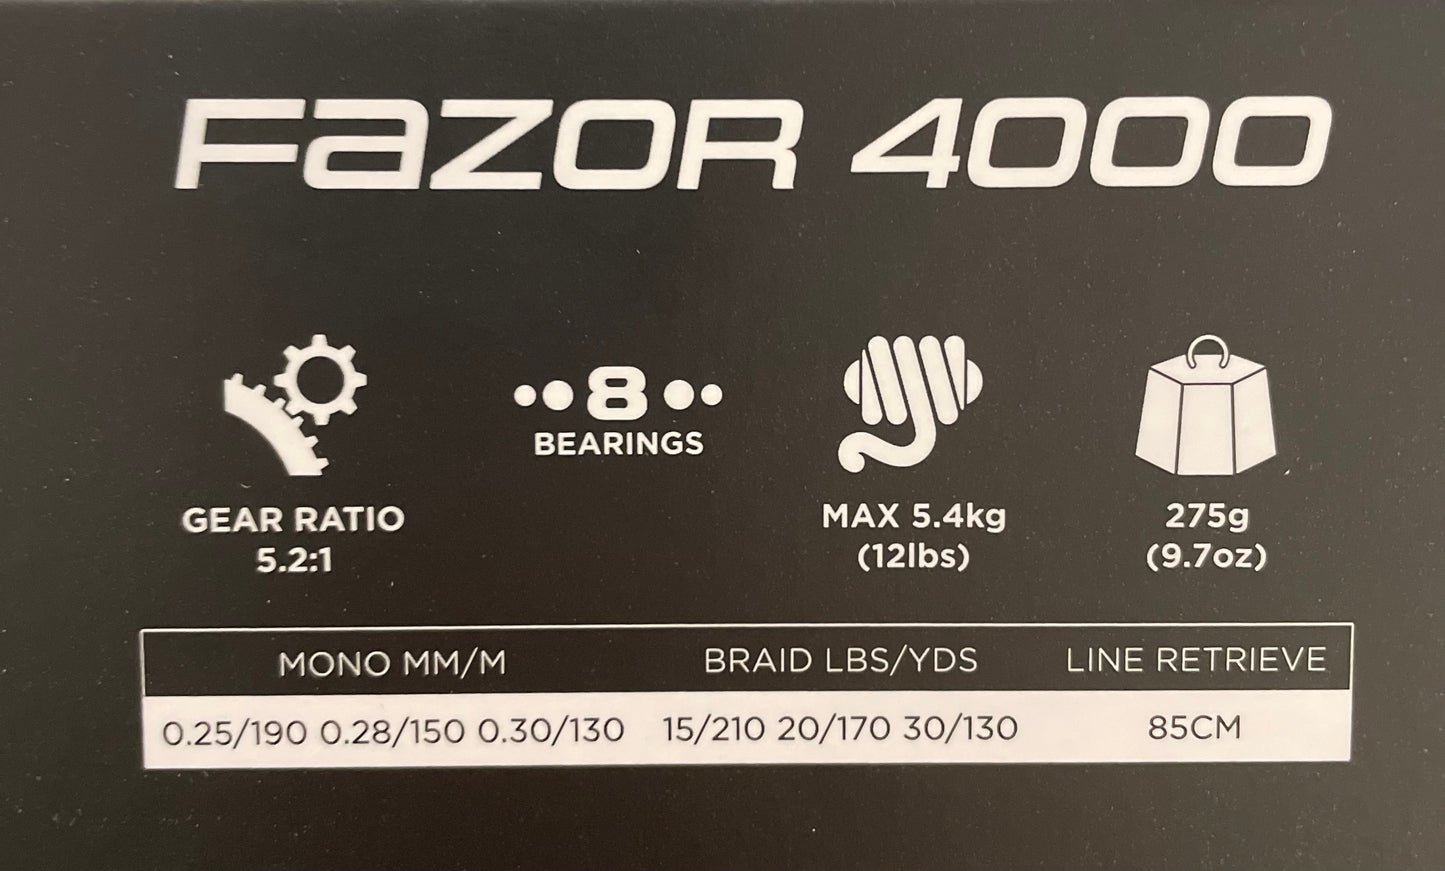 FAZOR 4000
8
BEARINGS
GEAR RATIO
5.2:1
MAX 5.4kg
(12lbs)
275g
(9.7oz)
MONO MM/M BRAID LBS/YDS LINE RETRIEVE
0.25/190 0.28/150 0.30/130 15/210 20/170 30/130 85CM